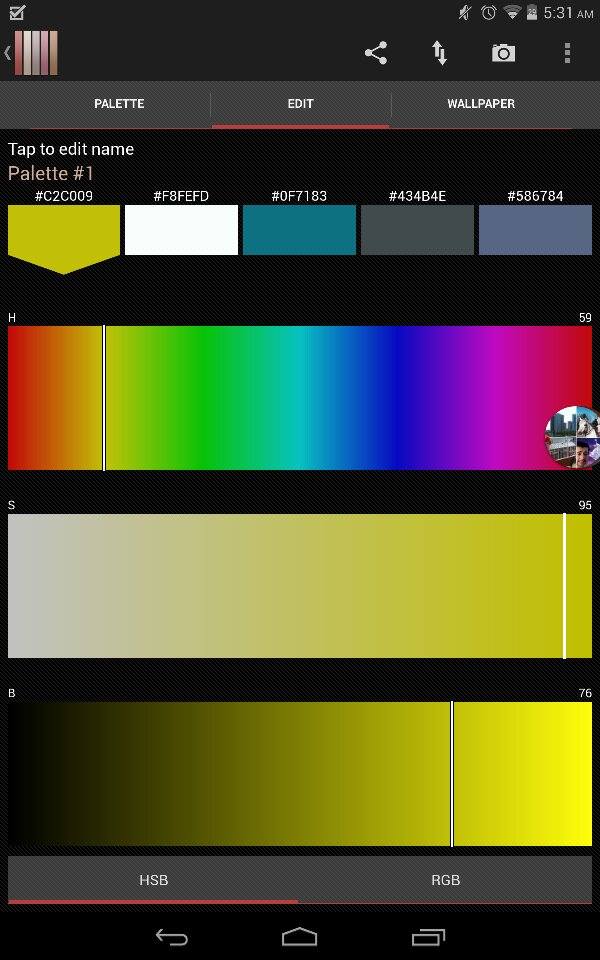 5:31 AM
PALETTE EDIT WALLPAPER
Tap to edit name
Palette #1
#C2C009 #F8FEFD #0F7183 #434B4E #586784
H 59
S 95
B 76
HSB RGB